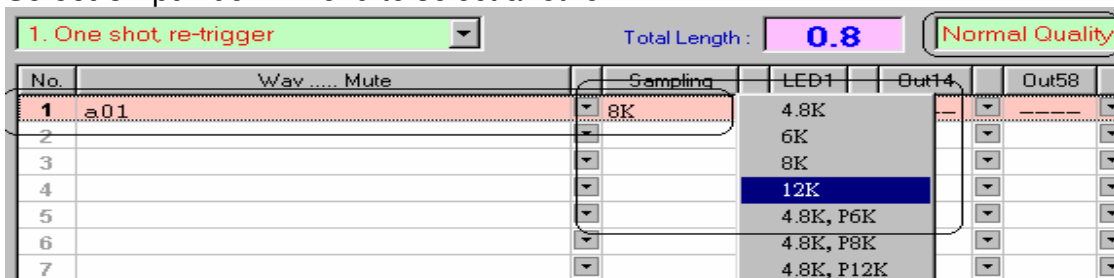 1. One shot, re-trigger Total Length : 0.8 Normal Quality
No. Wav ..... Mute Sampling LED1 Out14 Out58
1 a01 8K 4.8K -- ----
2 6K
3 8K
4 12K
5 4.8K, P6K
6 4.8K, P8K
7 4.8K, P12K